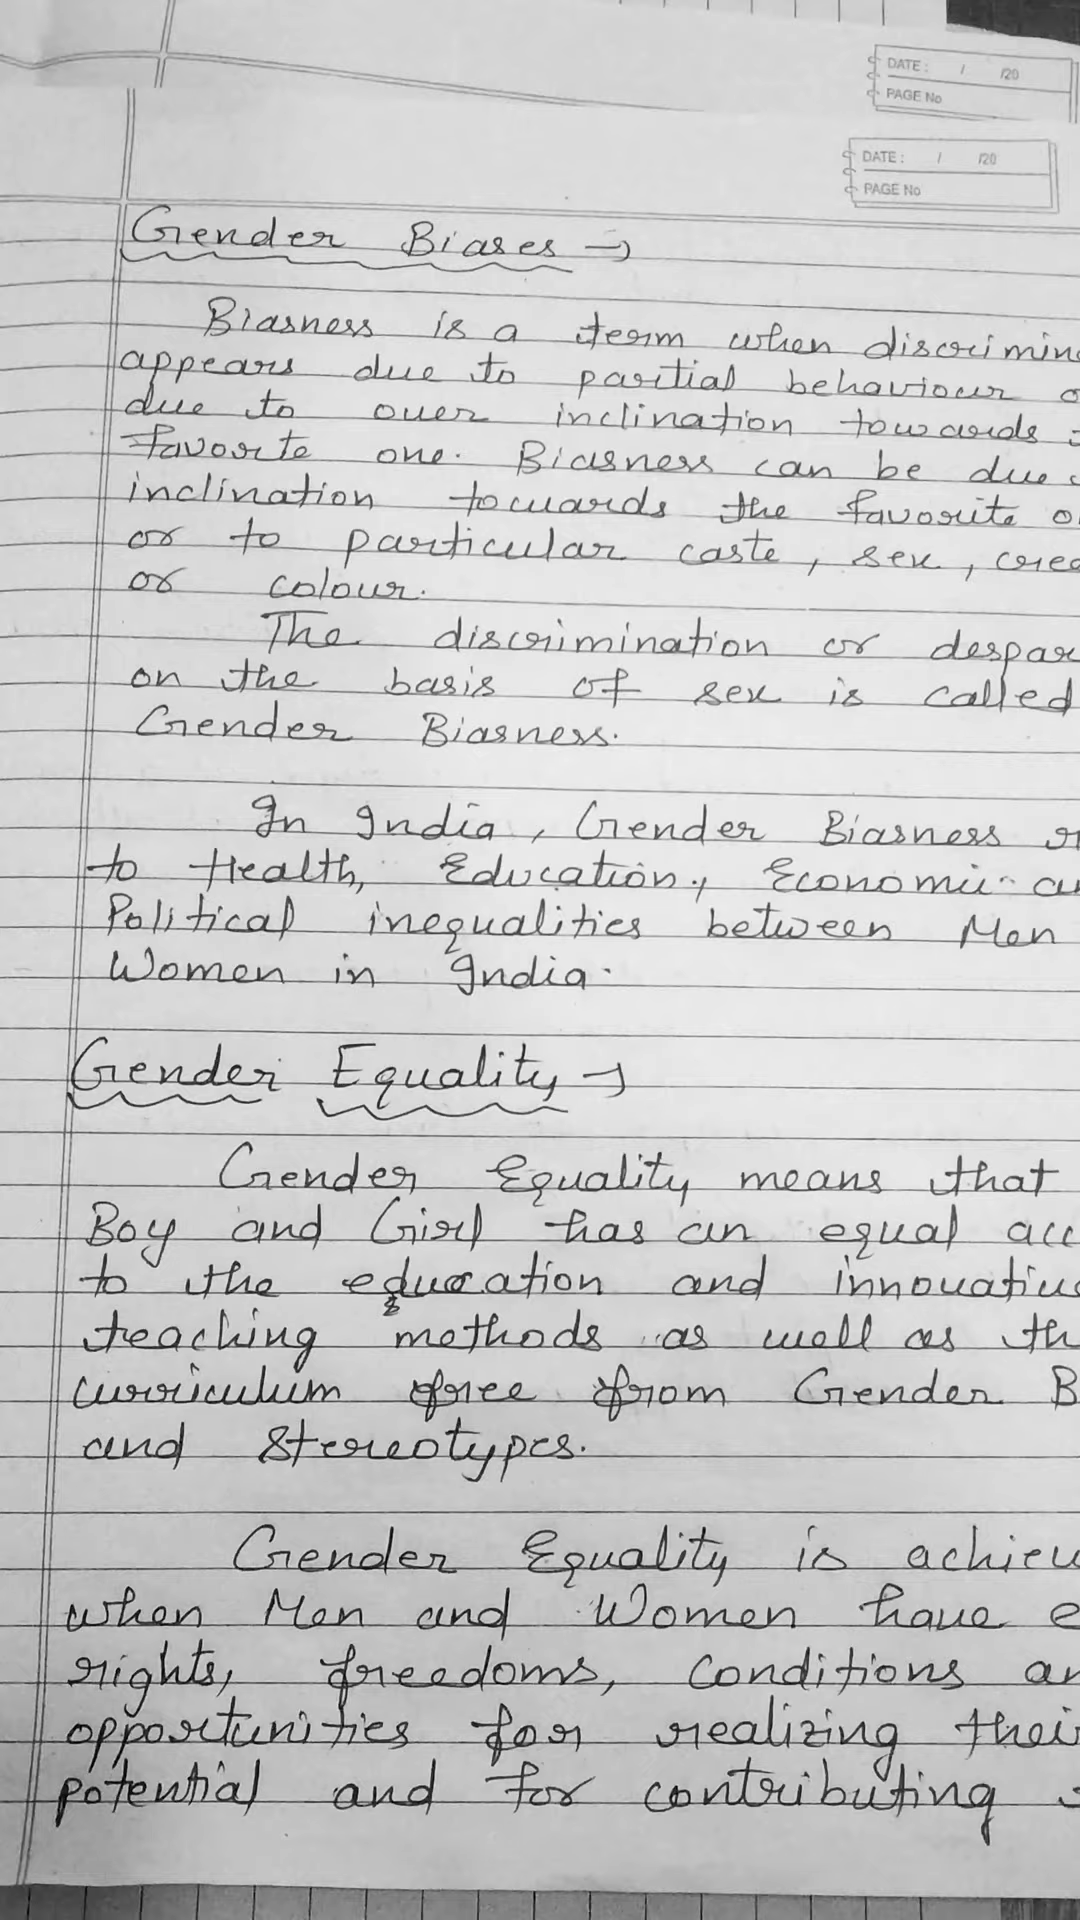 DATE: / /20
PAGE No
DATE: / /20
PAGE No
Gender Biases →
Biasness is a term when discrimin
appears due to partial behaviour
due to over inclination towards
favorite one. Biasness can be due
inclination towards the favorite
or to particular caste, sex, cree
or colour.
The discrimination or despar
on the basis of sex is called
Gender Biasness.
In India, Gender Biasness
to Health, Education, Economic
Political inequalities between Men
Women in India.
Gender Equality →
Gender Equality means that
Boy and Girl has an equal acc
to the education and innovativ
teaching methods as well as th
curriculum free from Gender B
and stereotypes.
Gender Equality is achiev
when Men and Women have e
rights, freedoms, conditions an
opportunities for realizing thei
potential and for contributing